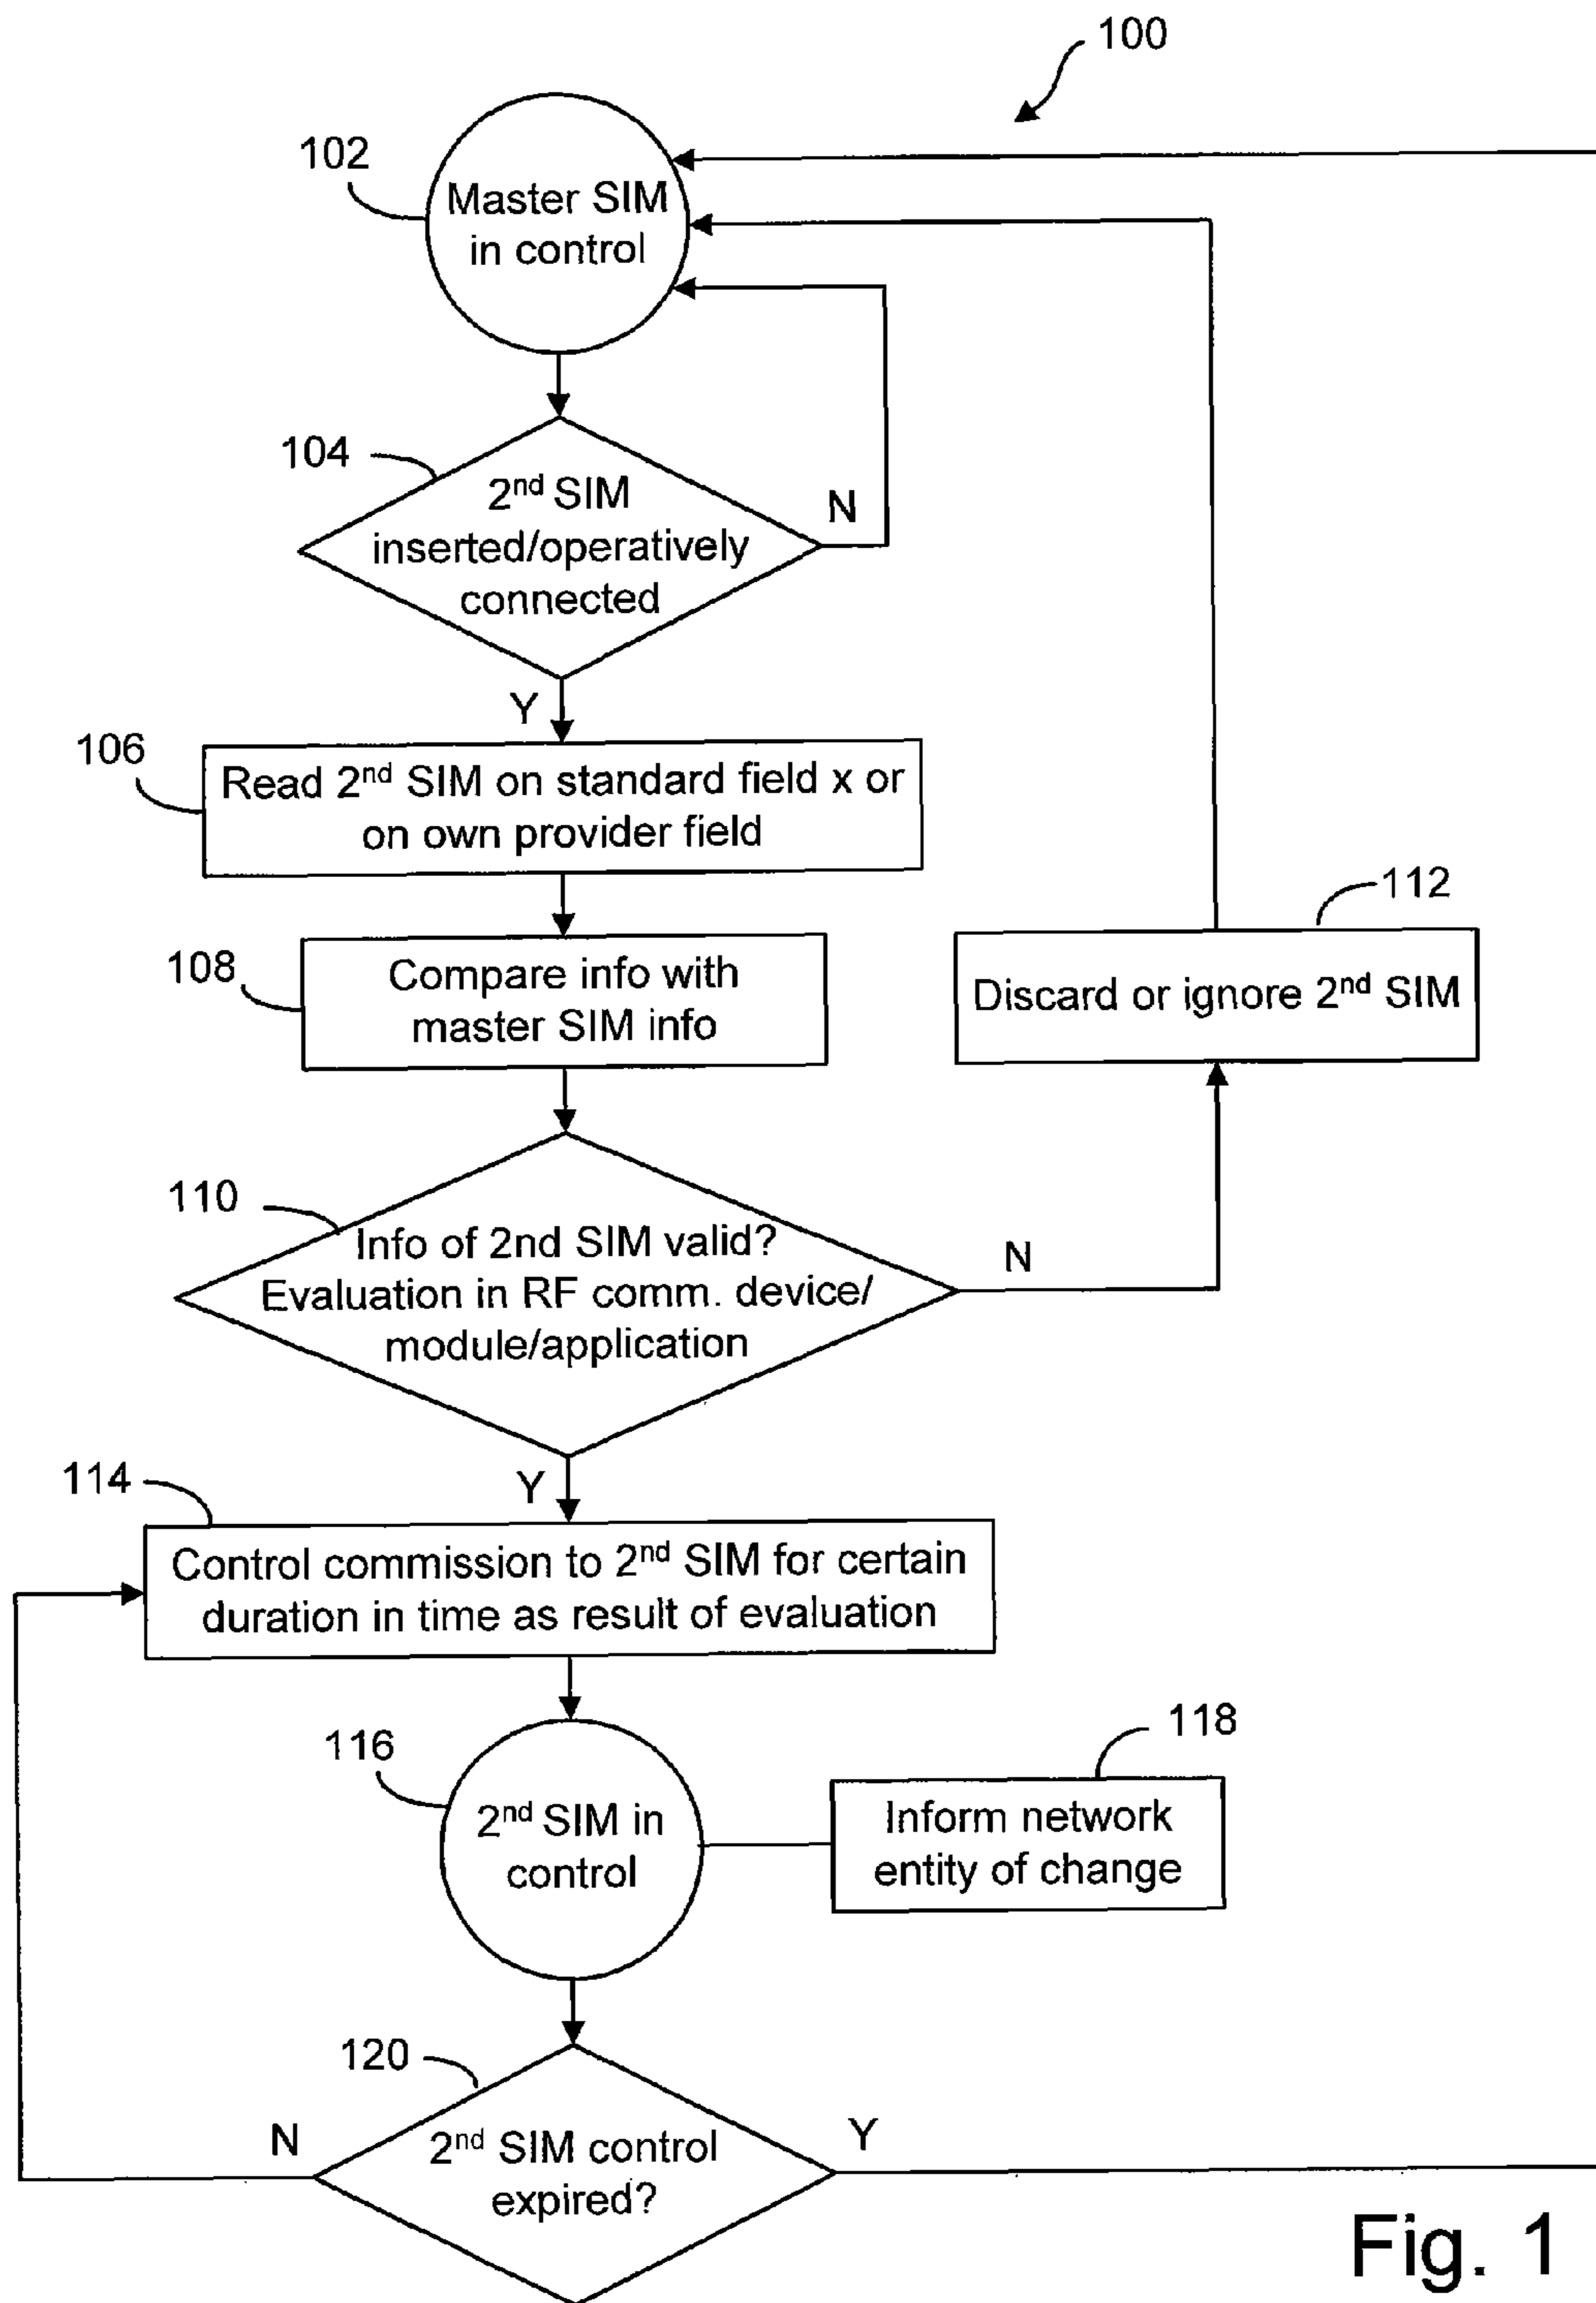 100
102
Master SIM
in control
104
2nd SIM
inserted/operatively
connected
N
Y
106
Read 2nd SIM on standard field x or
on own provider field
108
Compare info with
master SIM info
112
Discard or ignore 2nd SIM
110
Info of 2nd SIM valid?
Evaluation in RF comm. device/
module/application
N
Y
114
Control commission to 2nd SIM for certain
duration in time as result of evaluation
116
2nd SIM in
control
118
Inform network
entity of change
120
2nd SIM control
expired?
N
Y
Fig. 1